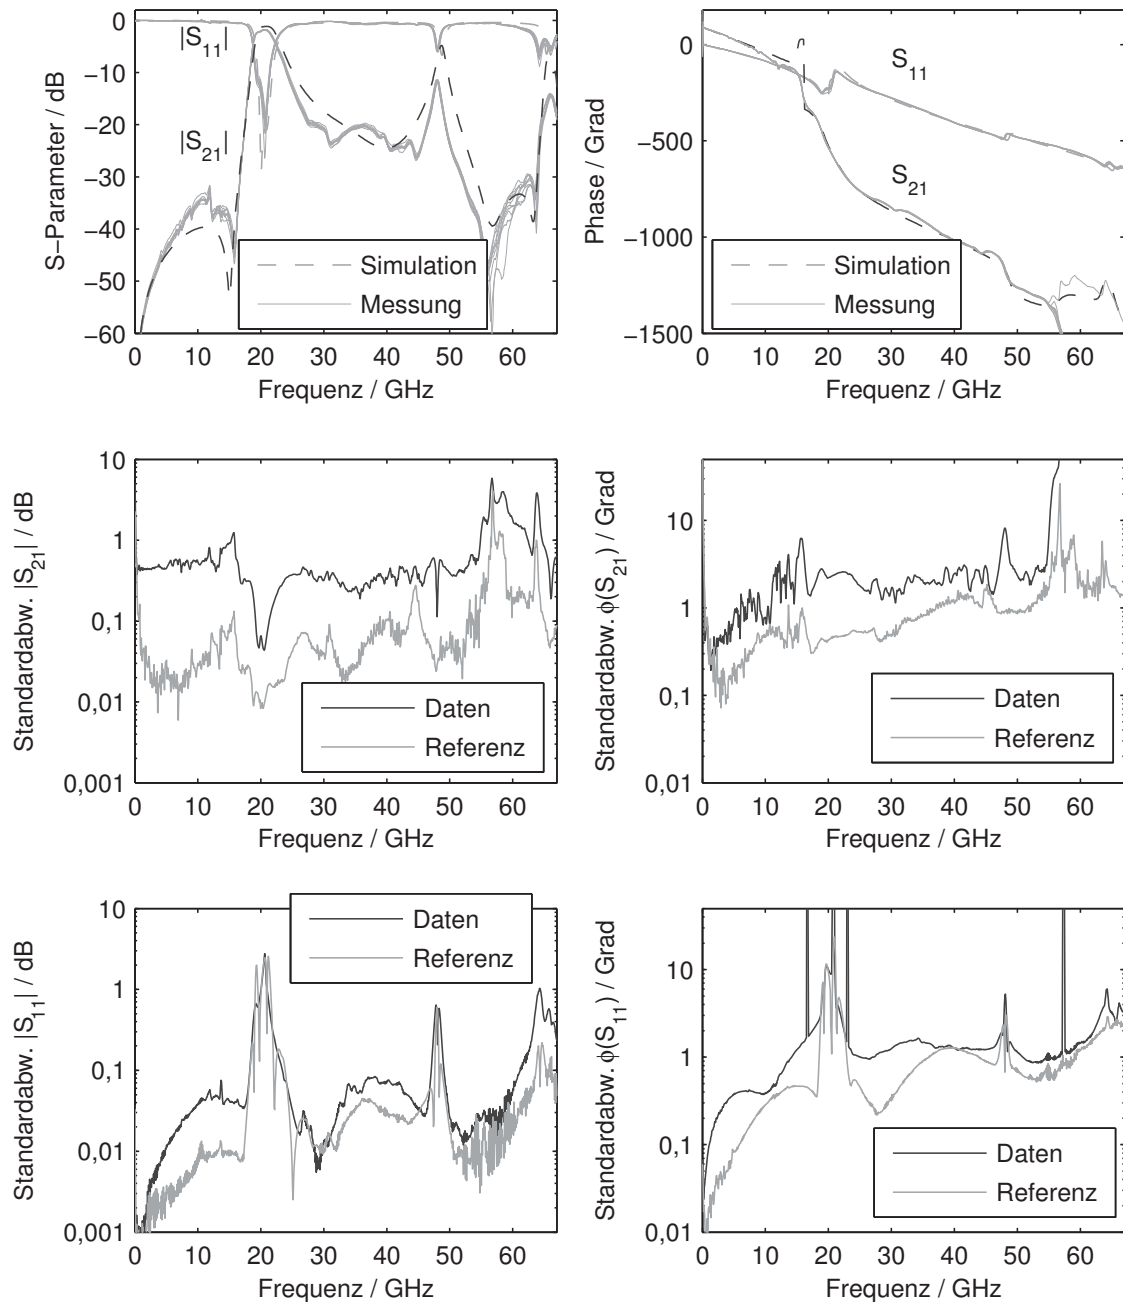 S−Parameter / dB
0
−10
−20
−30
−40
−50
−60
|S11|
|S21|
Simulation
Messung
0 10 20 30 40 50 60
Frequenz / GHz
Phase / Grad
0
−500
−1000
−1500
S11
S21
Simulation
Messung
0 10 20 30 40 50 60
Frequenz / GHz
Standardabw. |S21| / dB
10
1
0,1
0,01
0,001
Daten
Referenz
0 10 20 30 40 50 60
Frequenz / GHz
Standardabw. ϕ(S21) / Grad
10
1
0,1
0,01
Daten
Referenz
0 10 20 30 40 50 60
Frequenz / GHz
Standardabw. |S11| / dB
10
1
0,1
0,01
0,001
Daten
Referenz
0 10 20 30 40 50 60
Frequenz / GHz
Standardabw. ϕ(S11) / Grad
10
1
0,1
0,01
Daten
Referenz
0 10 20 30 40 50 60
Frequenz / GHz